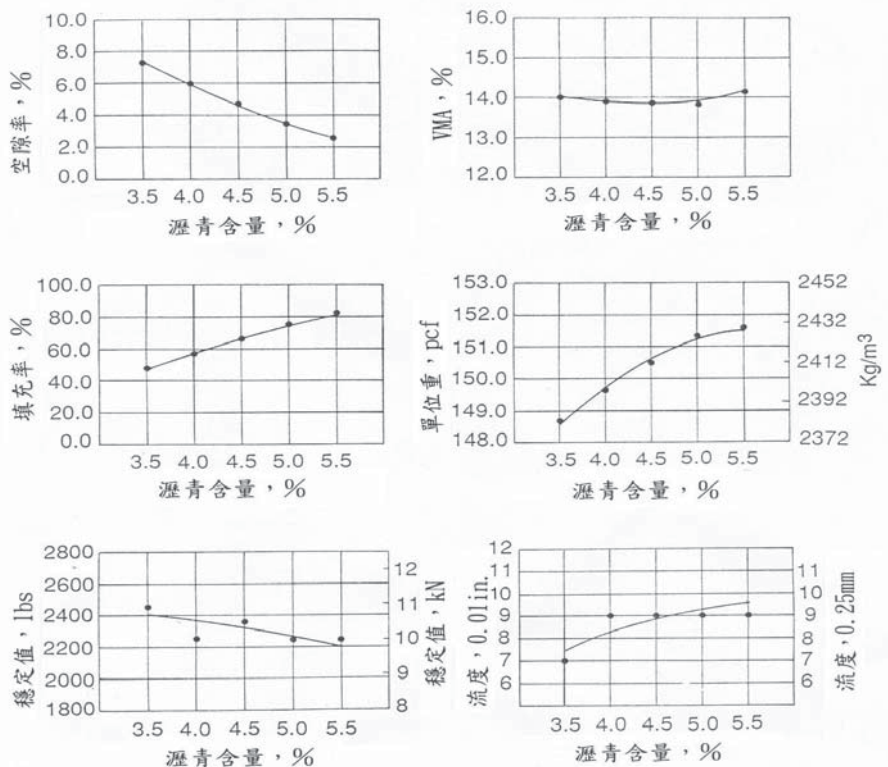 10.0
8.0
6.0
4.0
2.0
0.0
空隙率，%
3.5 4.0 4.5 5.0 5.5
瀝青含量，%
16.0
15.0
14.0
13.0
12.0
VMA，%
3.5 4.0 4.5 5.0 5.5
瀝青含量，%
100.0
80.0
60.0
40.0
20.0
0.0
填充率，%
3.5 4.0 4.5 5.0 5.5
瀝青含量，%
153.0
152.0
151.0
150.0
149.0
148.0
單位重，pcf
2452
2432
2412
2392
2372
Kg/m³
3.5 4.0 4.5 5.0 5.5
瀝青含量，%
2800
2600
2400
2200
2000
1800
穩定值，lbs
12
11
10
9
8
穩定值，kN
3.5 4.0 4.5 5.0 5.5
瀝青含量，%
12
11
10
9
8
7
6
5
流度，0.01in.
11
10
9
8
7
6
流度，0.25mm
3.5 4.0 4.5 5.0 5.5
瀝青含量，%